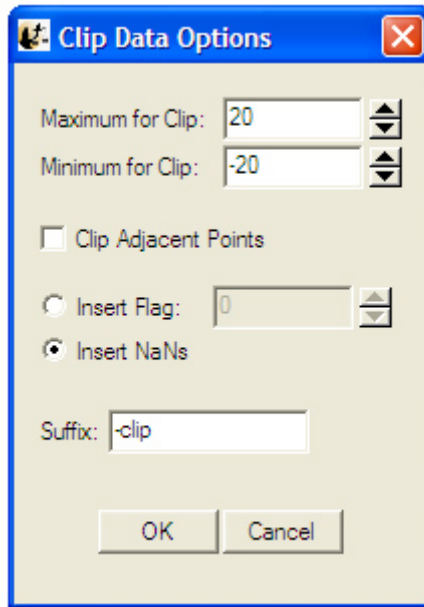 Clip Data Options
Maximum for Clip: 20
Minimum for Clip: -20
Clip Adjacent Points
Insert Flag: 0
Insert NaNs
Suffix: -clip
OK Cancel